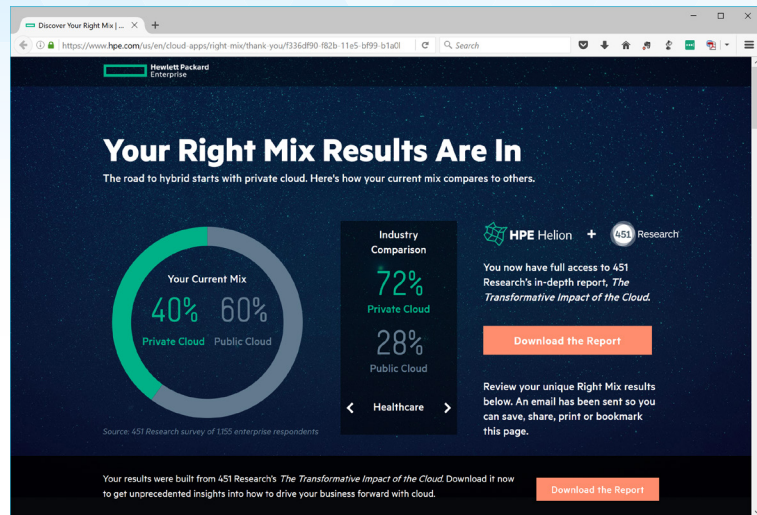 Discover Your Right Mix | ...
https://www.hpe.com/us/en/cloud-apps/right-mix/thank-you/f336df90-f82b-11e5-bf99-b1a0l
Search
Hewlett Packard
Enterprise
Your Right Mix Results Are In
The road to hybrid starts with private cloud. Here's how your current mix compares to others.
Your Current Mix
40% 60%
Private Cloud Public Cloud
Source: 451 Research survey of 1,155 enterprise respondents
Industry
Comparison
72%
Private Cloud
28%
Public Cloud
Healthcare
HPE Helion + 451 Research
You now have full access to 451
Research's in-depth report, The
Transformative Impact of the Cloud.
Download the Report
Review your unique Right Mix results
below. An email has been sent so you
can save, share, print or bookmark
this page.
Your results were built from 451 Research's The Transformative Impact of the Cloud. Download it now
to get unprecedented insights into how to drive your business forward with cloud.
Download the Report